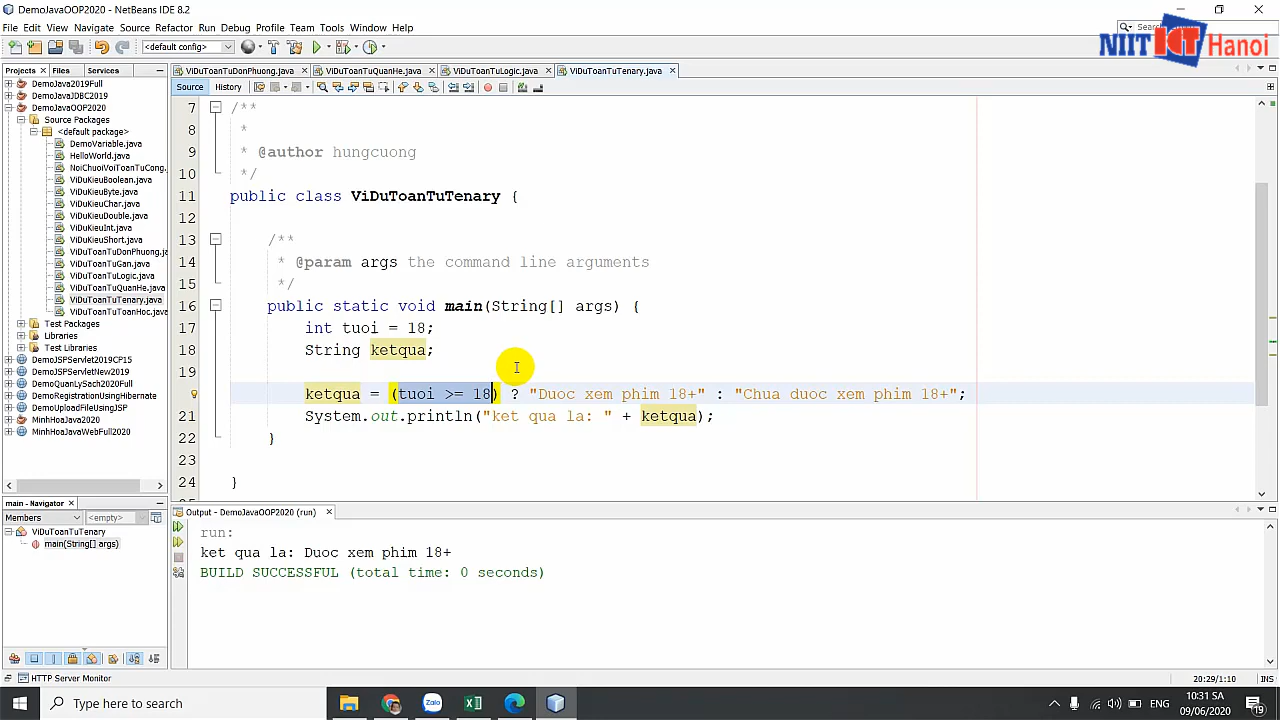 DemoJavaOOP2020 - NetBeans IDE 8.2
File Edit View Navigate Source Refactor Run Debug Profile Team Tools Window Help
NIIT ICT Hanoi
<default config>
Projects Files Services
ViDuToanTuDonPhuong.java ViDuToanTuQuanHe.java ViDuToanTuLogic.java ViDuToanTuTenary.java
Source History
DemoJava2019Full
DemoJavaJDBC2019
DemoJavaOOP2020
Source Packages
<default package>
DemoVariable.java
HelloWorld.java
NoiChuoiVoiToanTuCong.
ViDuKieuBoolean.java
ViDuKieuByte.java
ViDuKieuChar.java
ViDuKieuDouble.java
ViDuKieuInt.java
ViDuKieuShort.java
ViDuToanTuDonPhuong.
ViDuToanTuGan.java
ViDuToanTuLogic.java
ViDuToanTuQuanHe.java
ViDuToanTuTenary.java
ViDuToanTuToanHoc.jav
Test Packages
Libraries
Test Libraries
DemoJSPServlet2019CP15
DemoJSPServletNew2019
DemoQuanLySach2020Full
DemoRegistrationUsingHibernate
DemoUploadFileUsingJSP
MinhHoaJava2020
MinhHoaJavaWebFull2020
7 /**
8 *
9 * @author hungcuong
10 */
11 public class ViDuToanTuTenary {
12
13 /**
14 * @param args the command line arguments
15 */
16 public static void main(String[] args) {
17 int tuoi = 18;
18 String ketqua;
19
ketqua = (tuoi >= 18) ? "Duoc xem phim 18+" : "Chua duoc xem phim 18+";
21 System.out.println("ket qua la: " + ketqua);
22 }
23
24 }
main - Navigator
Members <empty>
ViDuToanTuTenary
main(String[] args)
Output - DemoJavaOOP2020 (run)
run:
ket qua la: Duoc xem phim 18+
BUILD SUCCESSFUL (total time: 0 seconds)
HTTP Server Monitor
20:29/1:10 INS
Type here to search
Zalo
ENG
10:31 SA
09/06/2020
19